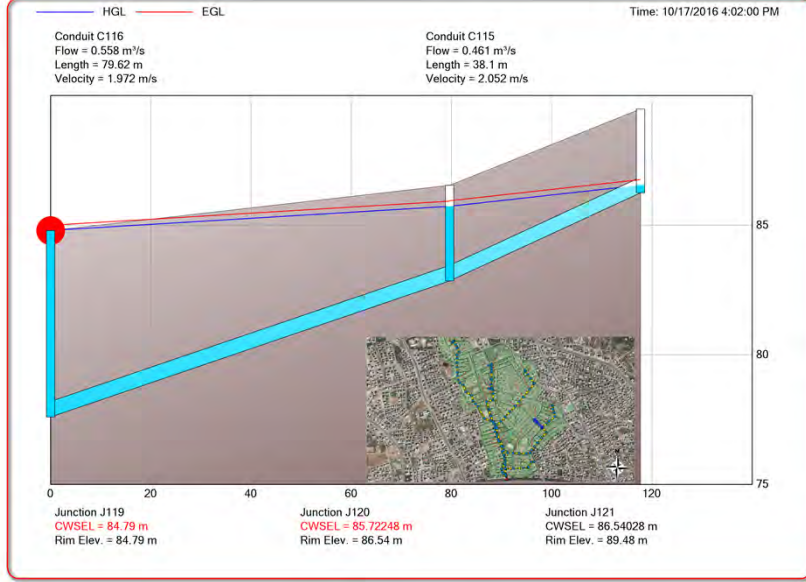 HGL EGL Time: 10/17/2016 4:02:00 PM
Conduit C116
Flow = 0.558 m³/s
Length = 79.62 m
Velocity = 1.972 m/s
Conduit C115
Flow = 0.461 m³/s
Length = 38.1 m
Velocity = 2.052 m/s
85
80
75
0 20 40 60 80 100 120
Junction J119
CWSEL = 84.79 m
Rim Elev. = 84.79 m
Junction J120
CWSEL = 85.72248 m
Rim Elev. = 86.54 m
Junction J121
CWSEL = 86.54028 m
Rim Elev. = 89.48 m